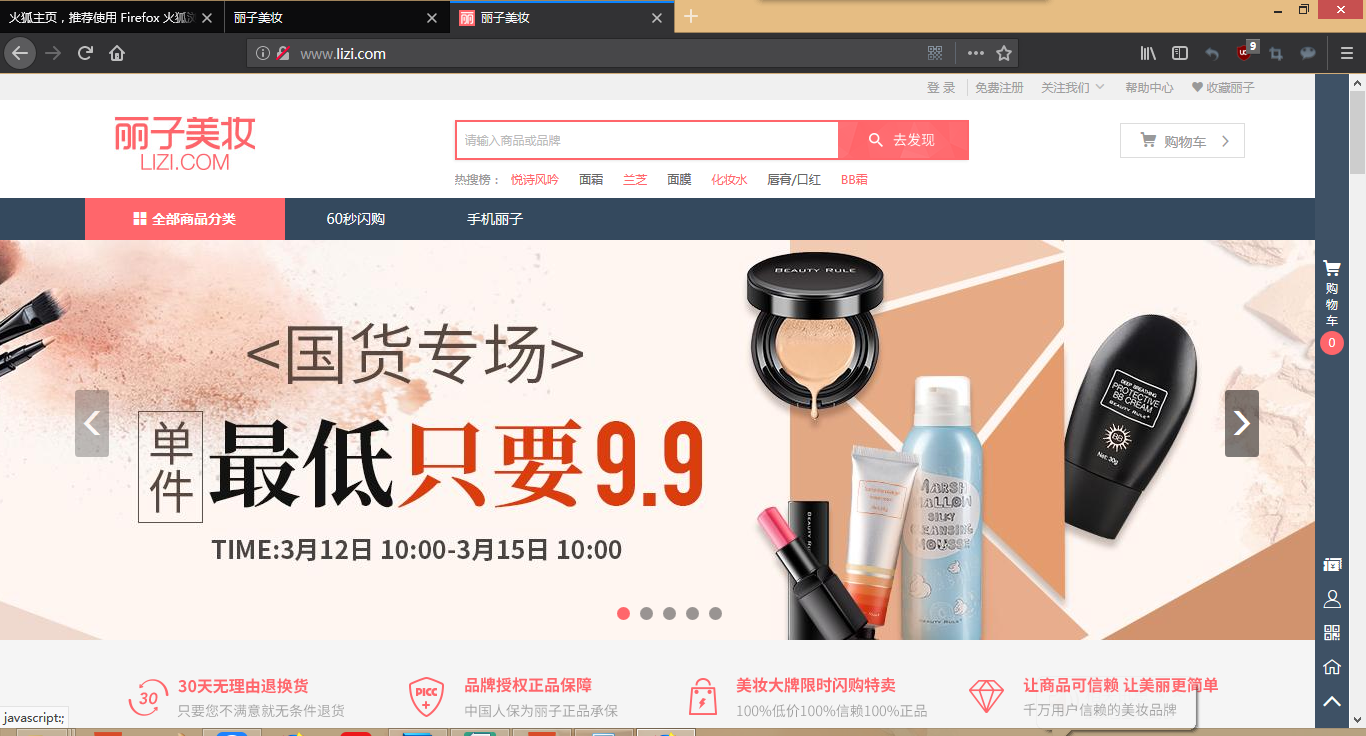 火狐主页，推荐使用 Firefox 火狐
丽子美妆
丽子美妆
www.lizi.com
9
登 录 免费注册 关注我们 帮助中心 收藏丽子
丽子美妆
LIZI.COM
请输入商品或品牌
去发现
购物车
热搜榜： 悦诗风吟 面霜 兰芝 面膜 化妆水 唇膏/口红 BB霜
全部商品分类 60秒闪购 手机丽子
<国货专场>
单件
最低只要9.9
TIME:3月12日 10:00-3月15日 10:00
BEAUTY RULE
DEEP BREATHING
PROTECTIVE
BB CREAM
BEAUTY RULE
BB
Net: 30g
MARSH
MALLOW
SILKY
CLEANSING
MOUSSE
BEAUTY RULE
BEAUTY RULE
购物车
0
30
30天无理由退换货
只要您不满意就无条件退货
PICC
品牌授权正品保障
中国人保为丽子正品承保
美妆大牌限时闪购特卖
100%低价100%信赖100%正品
让商品可信赖 让美丽更简单
千万用户信赖的美妆品牌
javascript:;